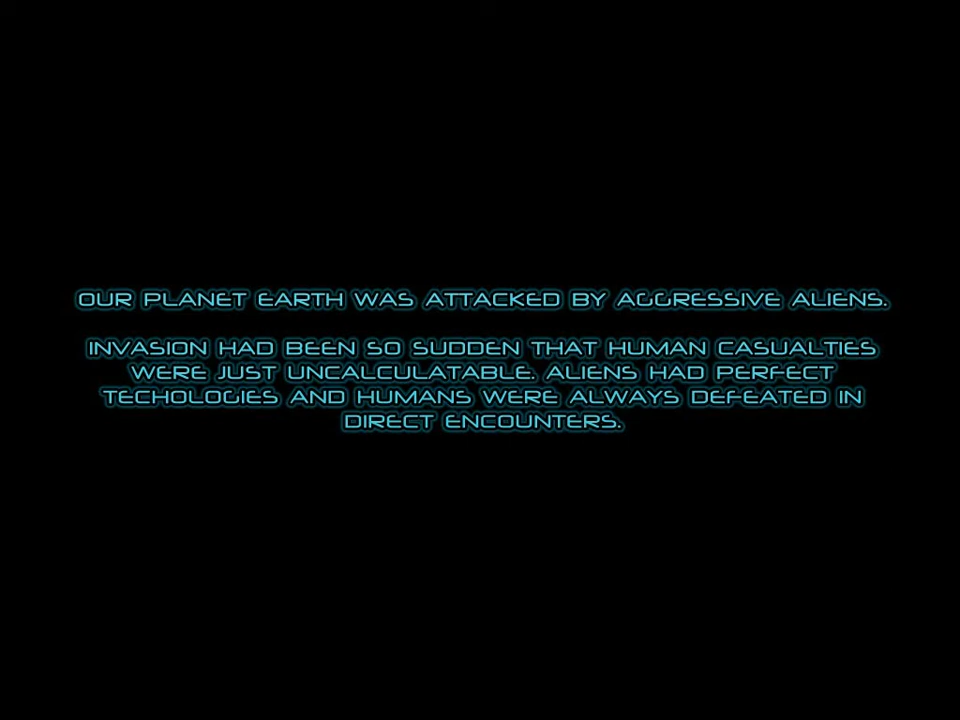 OUR PLANET EARTH WAS ATTACKED BY AGGRESSIVE ALIENS.
INVASION HAD BEEN SO SUDDEN THAT HUMAN CASUALTIES
WERE JUST UNCALCULATABLE. ALIENS HAD PERFECT
TECHOLOGIES AND HUMANS WERE ALWAYS DEFEATED IN
DIRECT ENCOUNTERS.